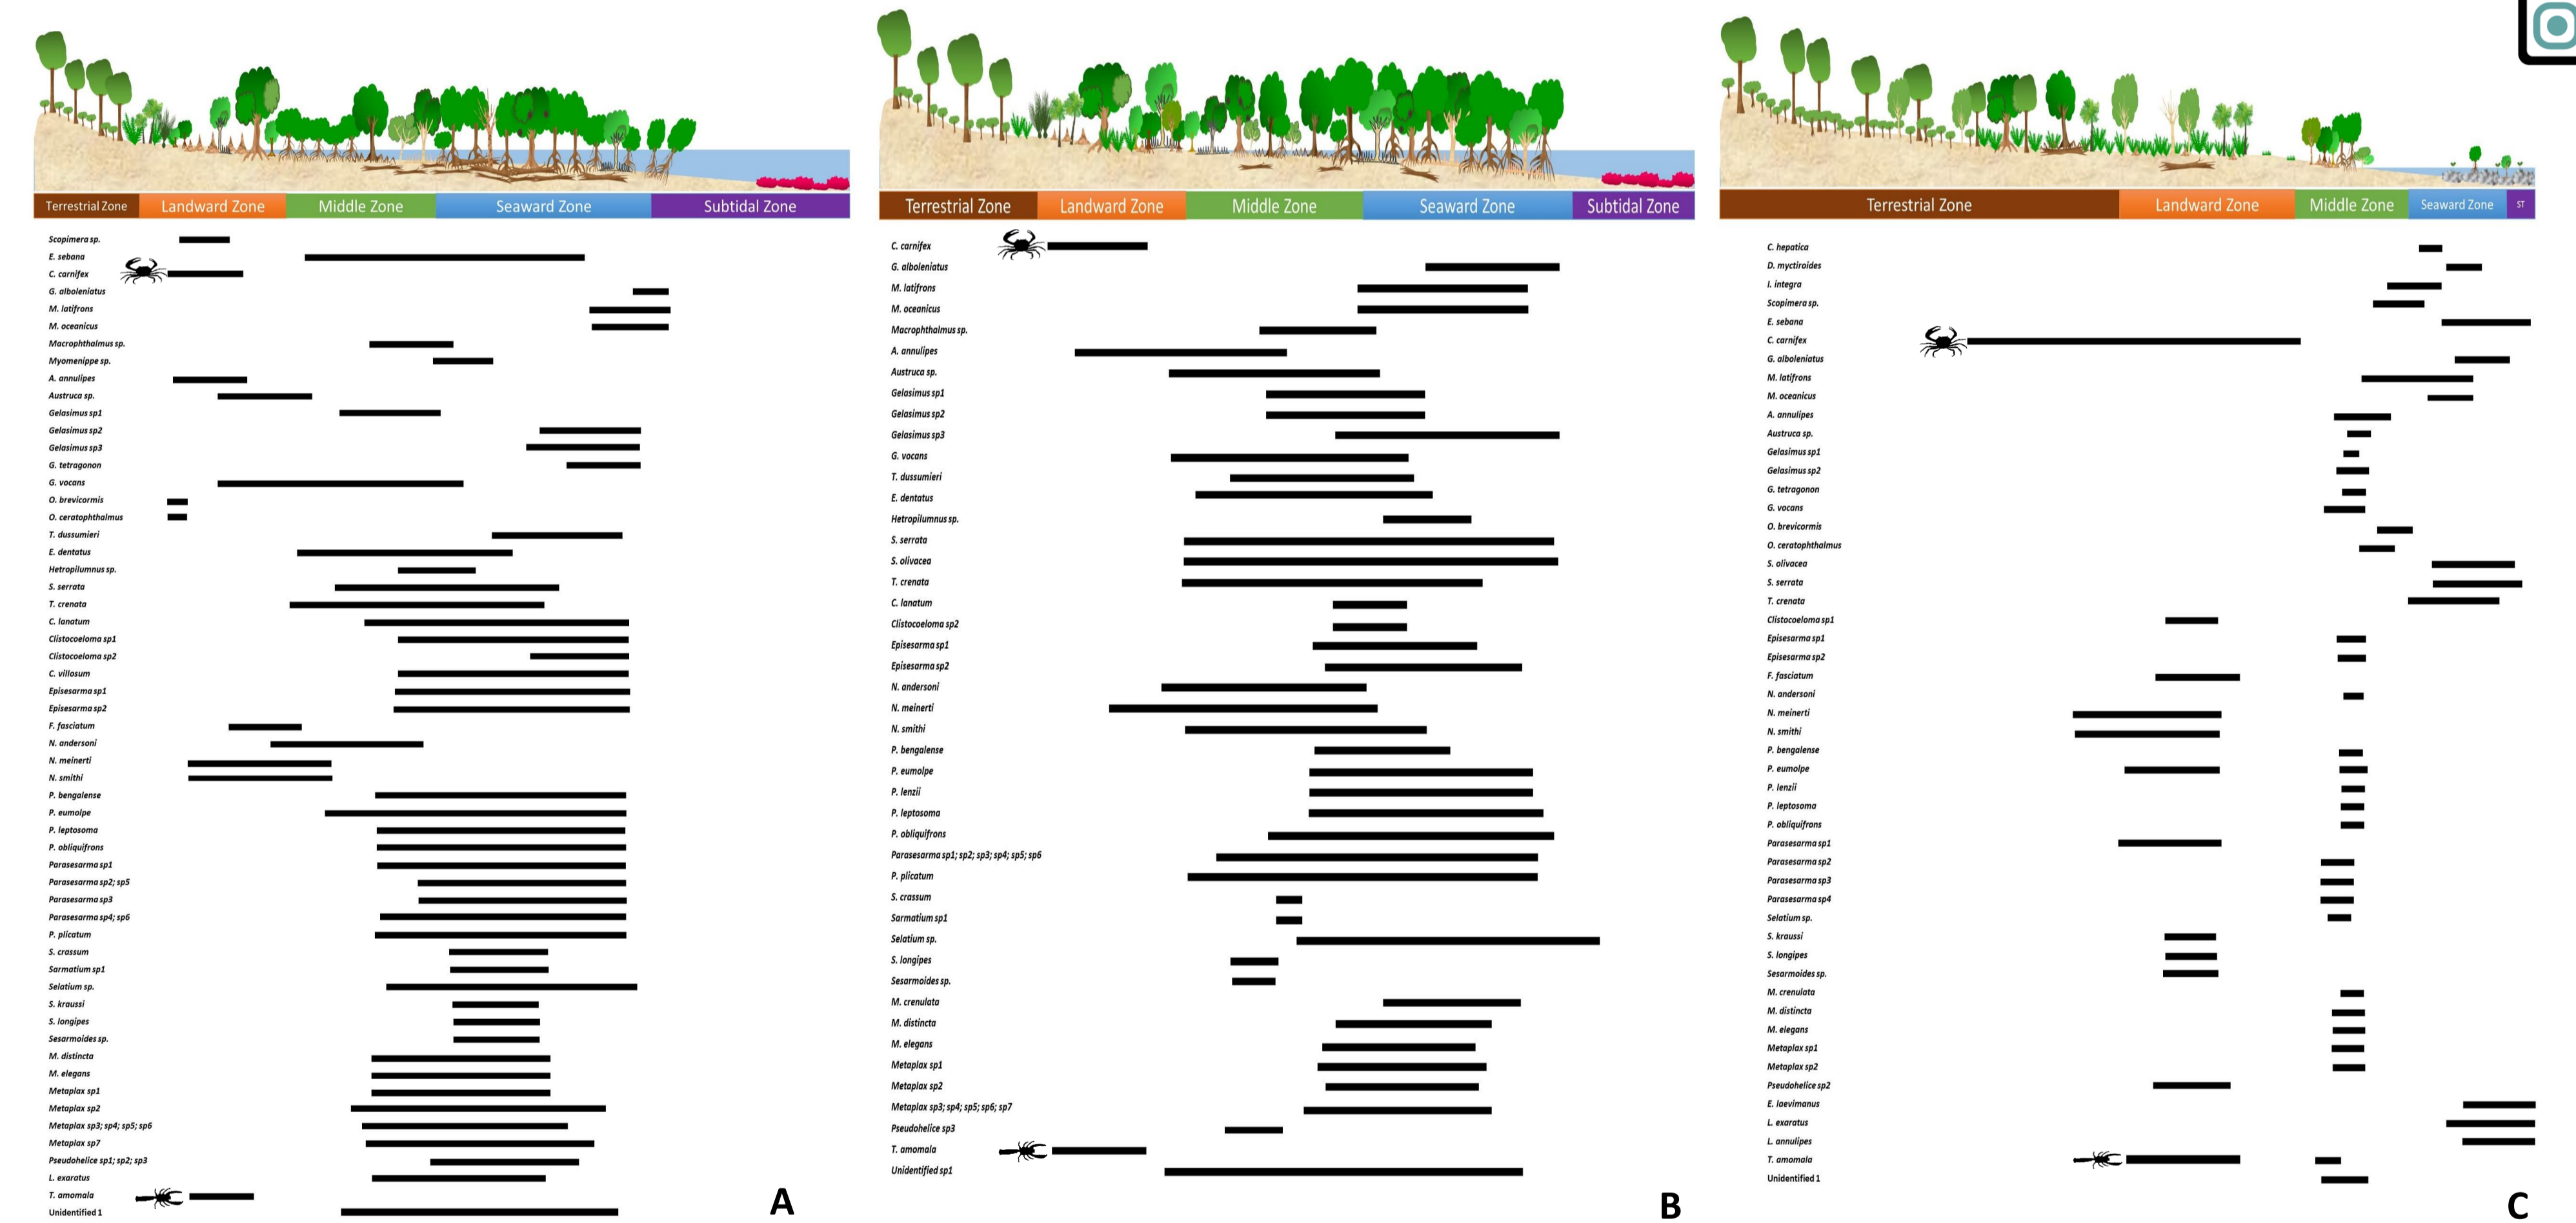 Terrestrial Zone Landward Zone Middle Zone Seaward Zone Subtidal Zone
Scopimera sp.
E. sebana
C. carnifex
G. alboleniatus
M. latifrons
M. oceanicus
Macrophthalmus sp.
Myomenippe sp.
A. annulipes
Austruca sp.
Gelasimus sp1
Gelasimus sp2
Gelasimus sp3
G. tetragonon
G. vocans
O. brevicormis
O. ceratophthalmus
T. dussumieri
E. dentatus
Hetropilumnus sp.
S. serrata
T. crenata
C. lanatum
Clistocoeloma sp1
Clistocoeloma sp2
C. villosum
Episesarma sp1
Episesarma sp2
F. fasciatum
N. andersoni
N. meinerti
N. smithi
P. bengalense
P. eumolpe
P. leptosoma
P. obliquifrons
Parasesarma sp1
Parasesarma sp2; sp5
Parasesarma sp3
Parasesarma sp4; sp6
P. plicatum
S. crassum
Sarmatium sp1
Selatium sp.
S. kraussi
S. longipes
Sesarmoides sp.
M. distincta
M. elegans
Metaplax sp1
Metaplax sp2
Metaplax sp3; sp4; sp5; sp6
Metaplax sp7
Pseudohelice sp1; sp2; sp3
L. exaratus
T. amomala
Unidentified 1
A
Terrestrial Zone Landward Zone Middle Zone Seaward Zone Subtidal Zone
C. carnifex
G. alboleniatus
M. latifrons
M. oceanicus
Macrophthalmus sp.
A. annulipes
Austruca sp.
Gelasimus sp1
Gelasimus sp2
Gelasimus sp3
G. vocans
T. dussumieri
E. dentatus
Hetropilumnus sp.
S. serrata
S. olivacea
T. crenata
C. lanatum
Clistocoeloma sp2
Episesarma sp1
Episesarma sp2
N. andersoni
N. meinerti
N. smithi
P. bengalense
P. eumolpe
P. lenzii
P. leptosoma
P. obliquifrons
Parasesarma sp1; sp2; sp3; sp4; sp5; sp6
P. plicatum
S. crassum
Sarmatium sp1
Selatium sp.
S. longipes
Sesarmoides sp.
M. crenulata
M. distincta
M. elegans
Metaplax sp1
Metaplax sp2
Metaplax sp3; sp4; sp5; sp6; sp7
Pseudohelice sp3
T. amomala
Unidentified sp1
B
Terrestrial Zone Landward Zone Middle Zone Seaward Zone ST
C. hepatica
D. myctiroides
I. integra
Scopimera sp.
E. sebana
C. carnifex
G. alboleniatus
M. latifrons
M. oceanicus
A. annulipes
Austruca sp.
Gelasimus sp1
Gelasimus sp2
G. tetragonon
G. vocans
O. brevicormis
O. ceratophthalmus
S. olivacea
S. serrata
T. crenata
Clistocoeloma sp1
Episesarma sp1
Episesarma sp2
F. fasciatum
N. andersoni
N. meinerti
N. smithi
P. bengalense
P. eumolpe
P. lenzii
P. leptosoma
P. obliquifrons
Parasesarma sp1
Parasesarma sp2
Parasesarma sp3
Parasesarma sp4
Selatium sp.
S. kraussi
S. longipes
Sesarmoides sp.
M. crenulata
M. distincta
M. elegans
Metaplax sp1
Metaplax sp2
Pseudohelice sp2
E. laevimanus
L. exaratus
L. annulipes
T. amomala
Unidentified 1
C